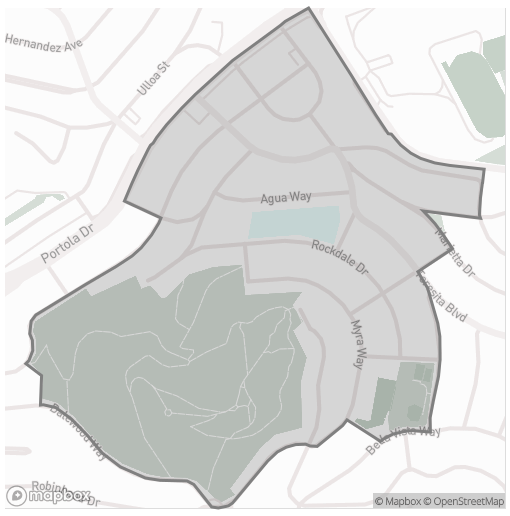 Hernandez Ave
Ulloa St
Agua Way
Portola Dr
Rockdale Dr
Marietta Dr
Teresita Blvd
Myra Way
Dalewood Way
Bella Vista Way
Robinhood Dr
mapbox
© Mapbox © OpenStreetMap